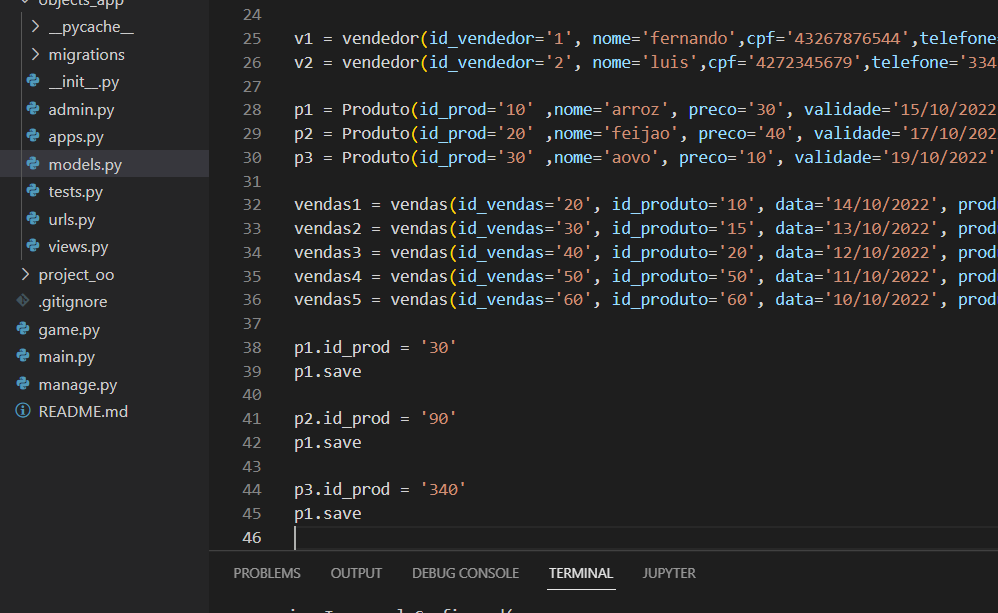 objects_app
__pycache__
migrations
__init__.py
admin.py
apps.py
models.py
tests.py
urls.py
views.py
project_oo
.gitignore
game.py
main.py
manage.py
README.md
24
25 v1 = vendedor(id_vendedor='1', nome='fernando',cpf='43267876544',telefone
26 v2 = vendedor(id_vendedor='2', nome='luis',cpf='4272345679',telefone='334
27
28 p1 = Produto(id_prod='10' ,nome='arroz', preco='30', validade='15/10/2022
29 p2 = Produto(id_prod='20' ,nome='feijao', preco='40', validade='17/10/202
30 p3 = Produto(id_prod='30' ,nome='aovo', preco='10', validade='19/10/2022'
31
32 vendas1 = vendas(id_vendas='20', id_produto='10', data='14/10/2022', prod
33 vendas2 = vendas(id_vendas='30', id_produto='15', data='13/10/2022', prod
34 vendas3 = vendas(id_vendas='40', id_produto='20', data='12/10/2022', prod
35 vendas4 = vendas(id_vendas='50', id_produto='50', data='11/10/2022', prod
36 vendas5 = vendas(id_vendas='60', id_produto='60', data='10/10/2022', prod
37
38 p1.id_prod = '30'
39 p1.save
40
41 p2.id_prod = '90'
42 p1.save
43
44 p3.id_prod = '340'
45 p1.save
46
PROBLEMS OUTPUT DEBUG CONSOLE TERMINAL JUPYTER